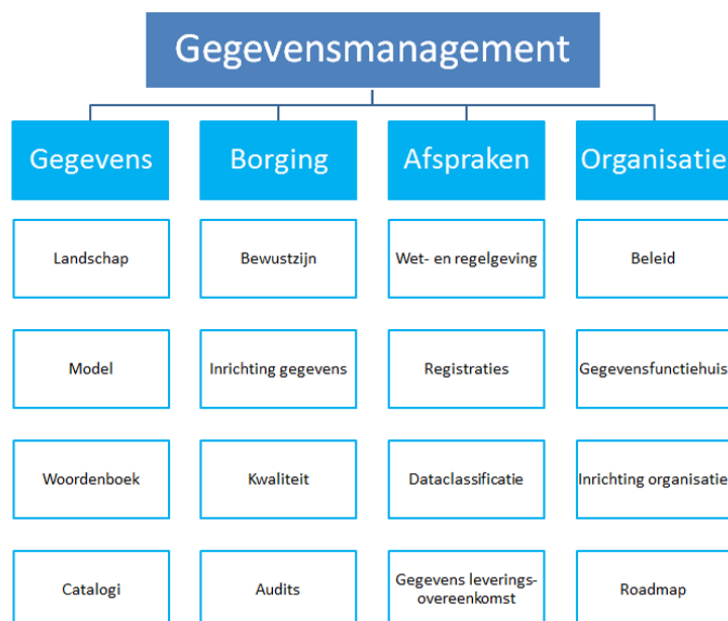 Gegevensmanagement
Gegevens
Borging
Afspraken
Organisatie
Landschap
Bewustzijn
Wet- en regelgeving
Beleid
Model
Inrichting gegevens
Registraties
Gegevensfunctiehuis
Woordenboek
Kwaliteit
Dataclassificatie
Inrichting organisatie
Catalogi
Audits
Gegevens leverings-
overeenkomst
Roadmap